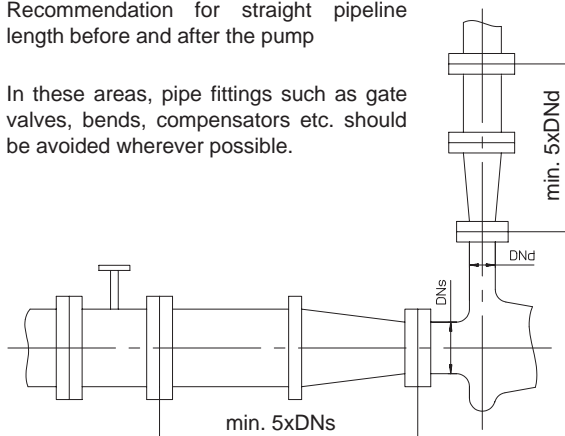 Recommendation for straight pipeline
length before and after the pump
In these areas, pipe fittings such as gate
valves, bends, compensators etc. should
be avoided wherever possible.
min. 5xDNd
DNd
DNs
min. 5xDNs